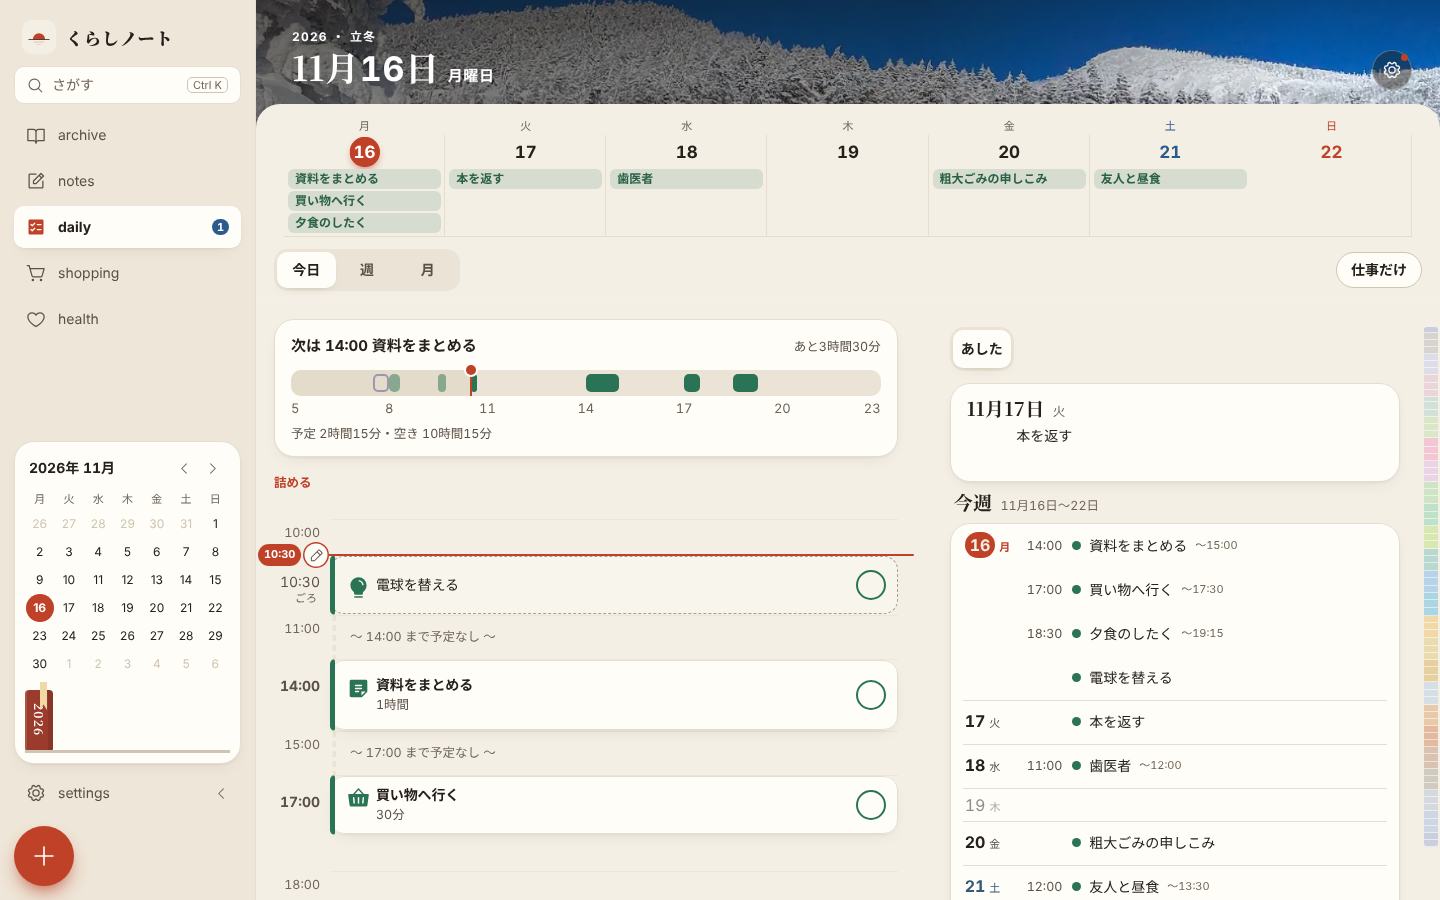 くらしノート
さがす Ctrl K
archive
notes
daily 1
shopping
health
2026年 11月
月 火 水 木 金 土 日
26 27 28 29 30 31 1
2 3 4 5 6 7 8
9 10 11 12 13 14 15
16 17 18 19 20 21 22
23 24 25 26 27 28 29
30 1 2 3 4 5 6
2026
settings
2026 ・ 立冬
11月16日 月曜日
月 火 水 木 金 土 日
16 17 18 19 20 21 22
資料をまとめる 本を返す 歯医者 粗大ごみの申しこみ 友人と昼食
買い物へ行く
夕食のしたく
今日 週 月 仕事だけ
次は 14:00 資料をまとめる あと3時間30分
5 8 11 14 17 20 23
予定 2時間15分・空き 10時間15分
詰める
10:00
10:30
10:30 電球を替える
ごろ
11:00 〜 14:00 まで予定なし 〜
14:00 資料をまとめる
1時間
15:00 〜 17:00 まで予定なし 〜
17:00 買い物へ行く
30分
18:00
あした
11月17日 火
本を返す
今週 11月16日〜22日
16 月 14:00 資料をまとめる 〜15:00
17:00 買い物へ行く 〜17:30
18:30 夕食のしたく 〜19:15
電球を替える
17 火 本を返す
18 水 11:00 歯医者 〜12:00
19 木
20 金 粗大ごみの申しこみ
21 土 12:00 友人と昼食 〜13:30